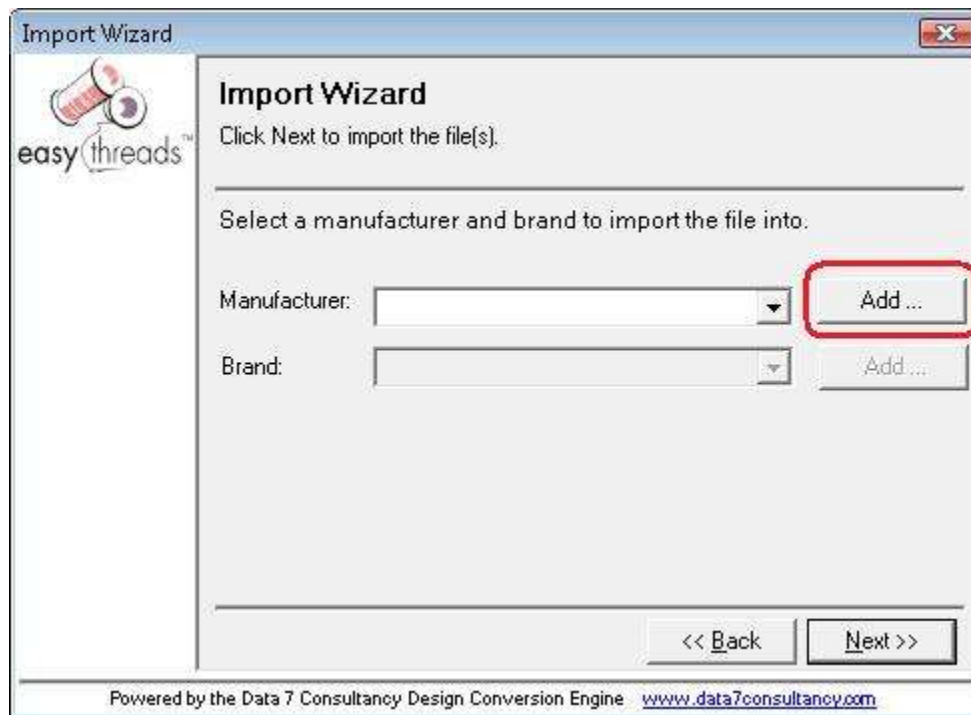 Import Wizard
easy threads™
Import Wizard
Click Next to import the file(s).
Select a manufacturer and brand to import the file into.
Manufacturer:
Add ...
Brand:
Add ...
<< Back
Next >>
Powered by the Data 7 Consultancy Design Conversion Engine www.data7consultancy.com